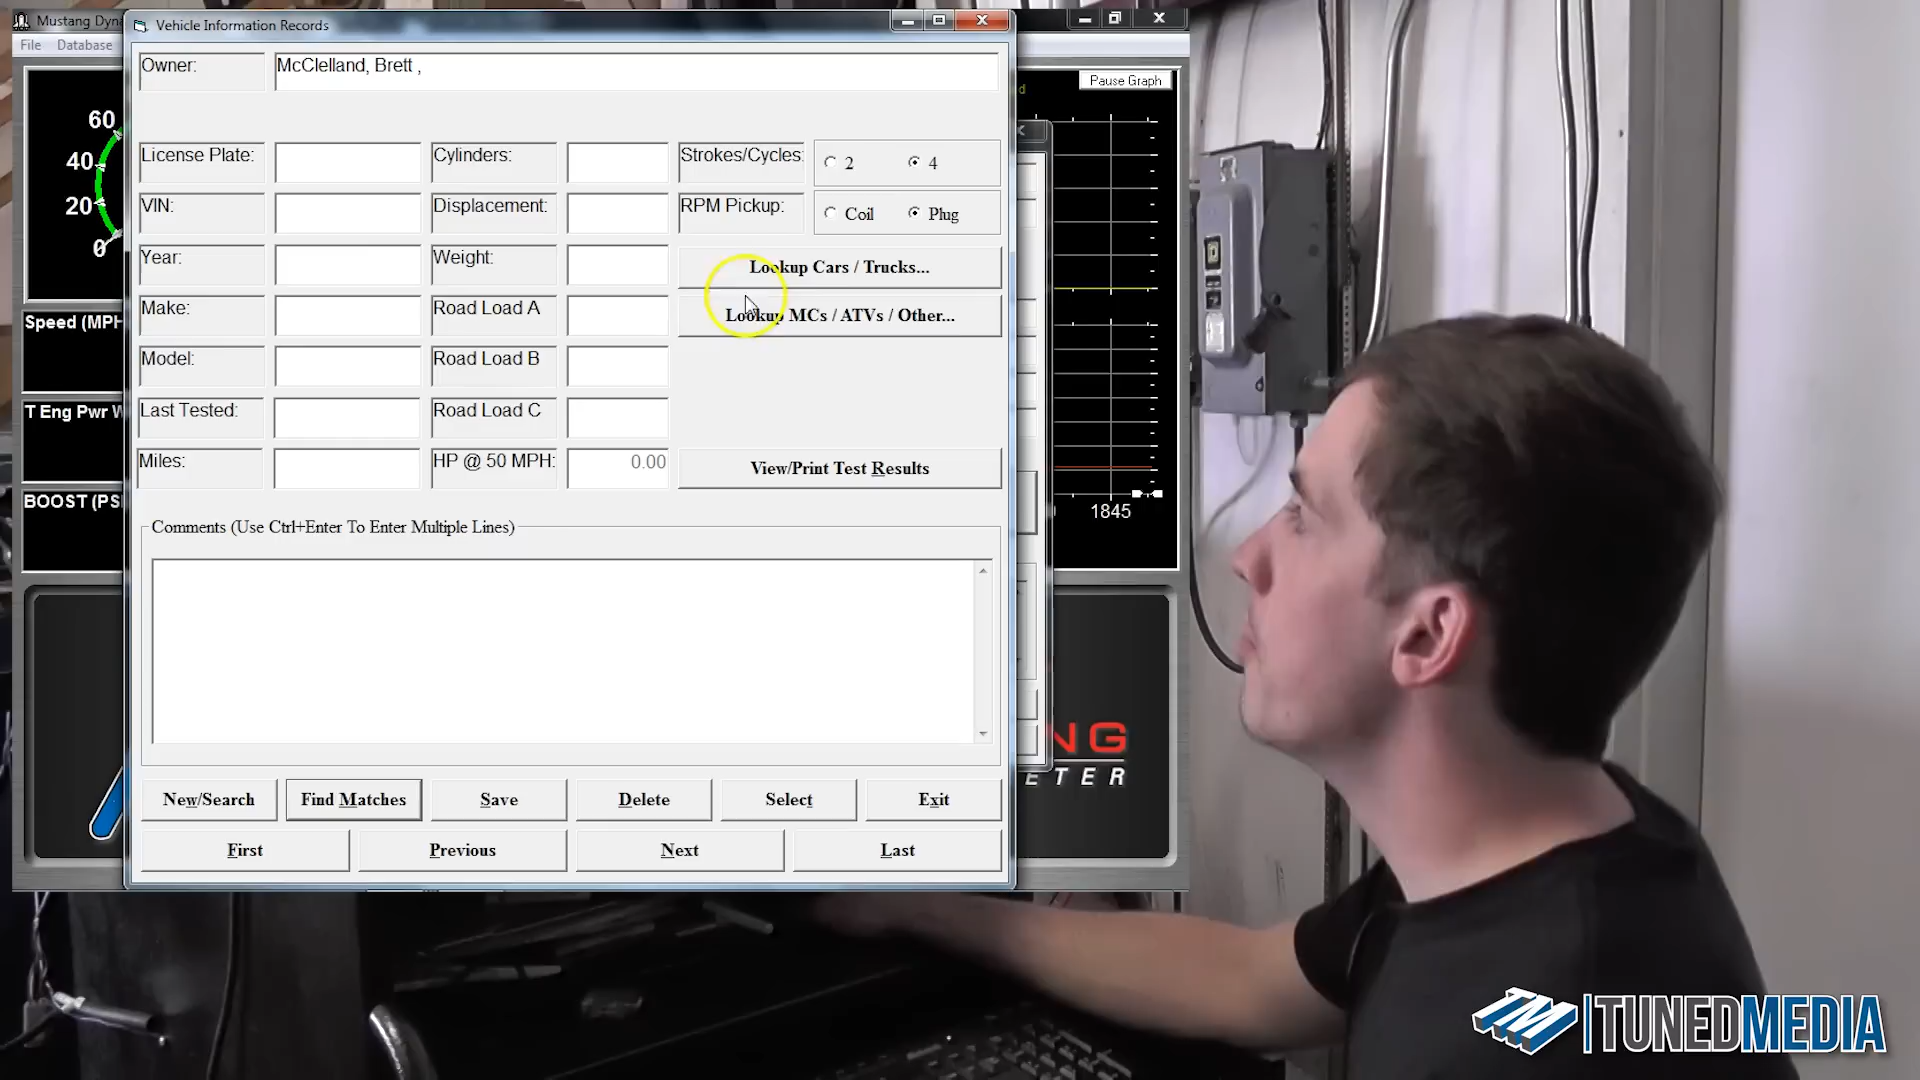 Mustang Dyna
Vehicle Information Records
File Database
Owner: McClelland, Brett ,
Pause Graph
License Plate: Cylinders: Strokes/Cycles: 2 4
VIN: Displacement: RPM Pickup: Coil Plug
Year: Weight: Lookup Cars / Trucks...
Make: Road Load A Lookup MCs / ATVs / Other...
Model: Road Load B
Last Tested: Road Load C
Miles: HP @ 50 MPH: 0.00 View/Print Test Results
60
40
20
0
Speed (MPH
T Eng Pwr W
BOOST (PS
1845
Comments (Use Ctrl+Enter To Enter Multiple Lines)
New/Search Find Matches Save Delete Select Exit
First Previous Next Last
NG
ETER
TM TUNEDMEDIA